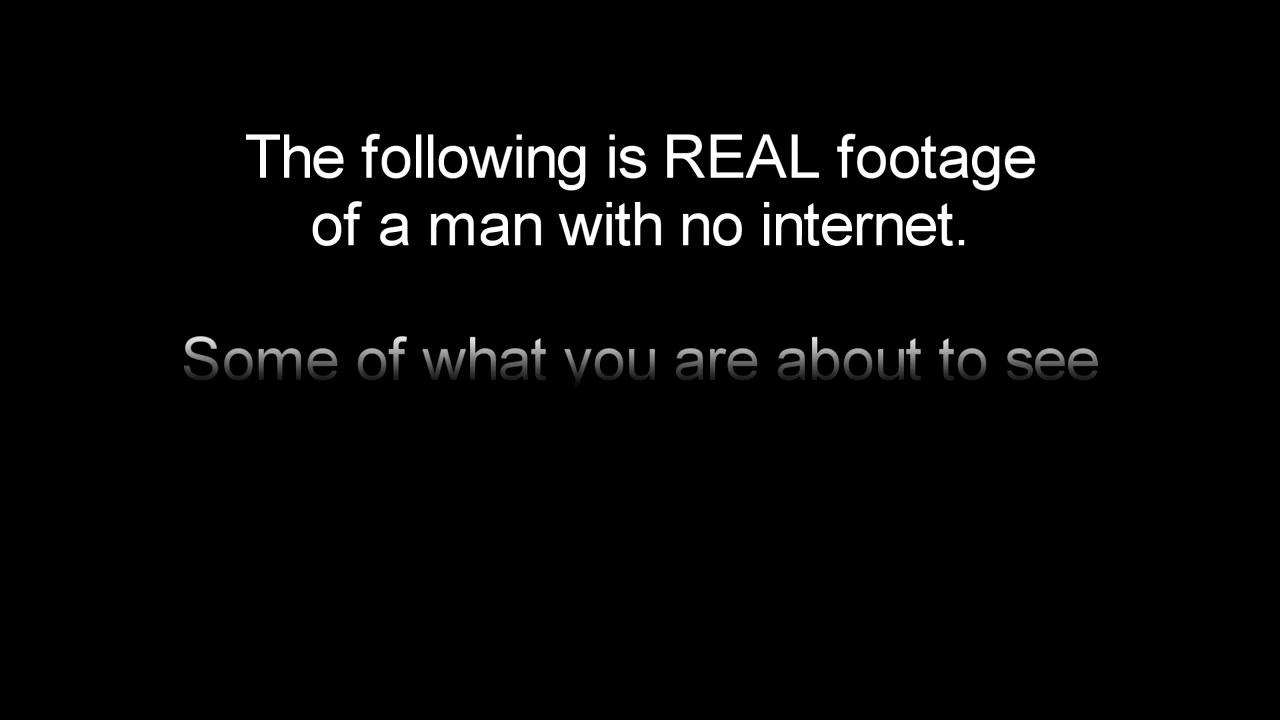 The following is REAL footage
of a man with no internet.
Some of what you are about to see